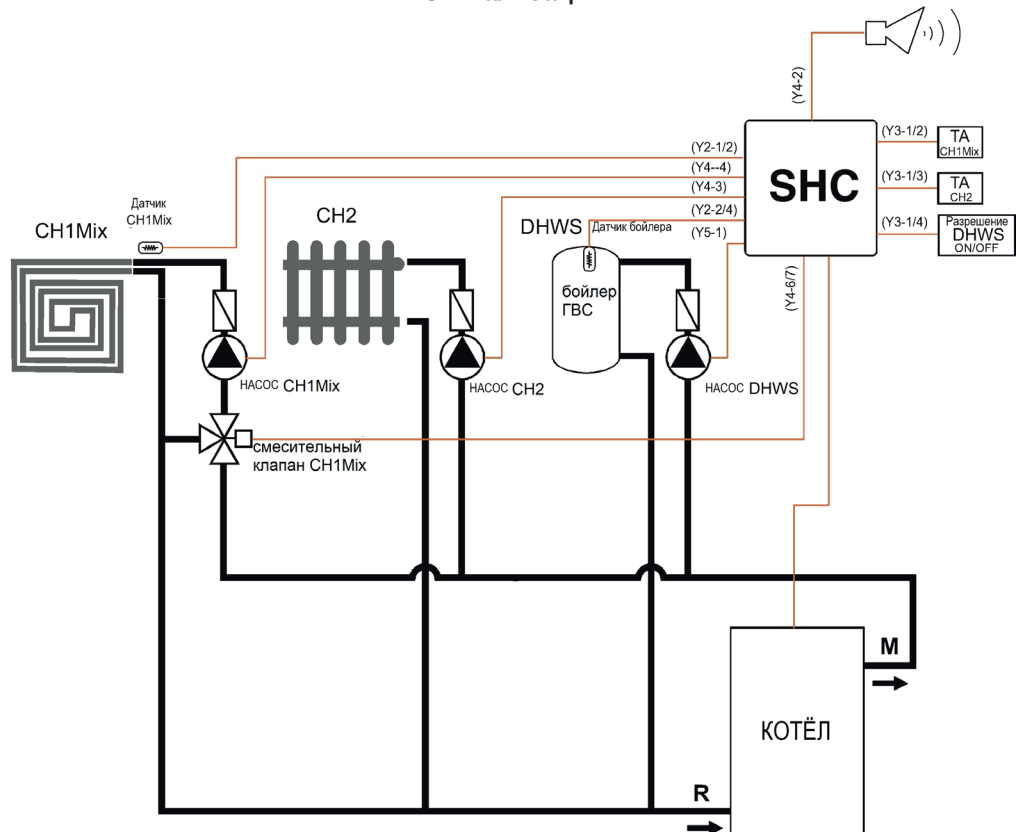 (Y4-2)
(Y2-1/2)
(Y4--4)
(Y4-3)
(Y2-2/4)
(Y5-1)
SHC
(Y3-1/2)
TA
CH1Mix
(Y3-1/3)
TA
CH2
(Y3-1/4)
Разрешение
DHWS
ON/OFF
(Y4-6/7)
Датчик
CH1Mix
CH1Mix
CH2
DHWS
Датчик бойлера
бойлер
ГВС
НАСОС CH1Mix
НАСОС CH2
НАСОС DHWS
смесительный
клапан CH1Mix
M
КОТЁЛ
R